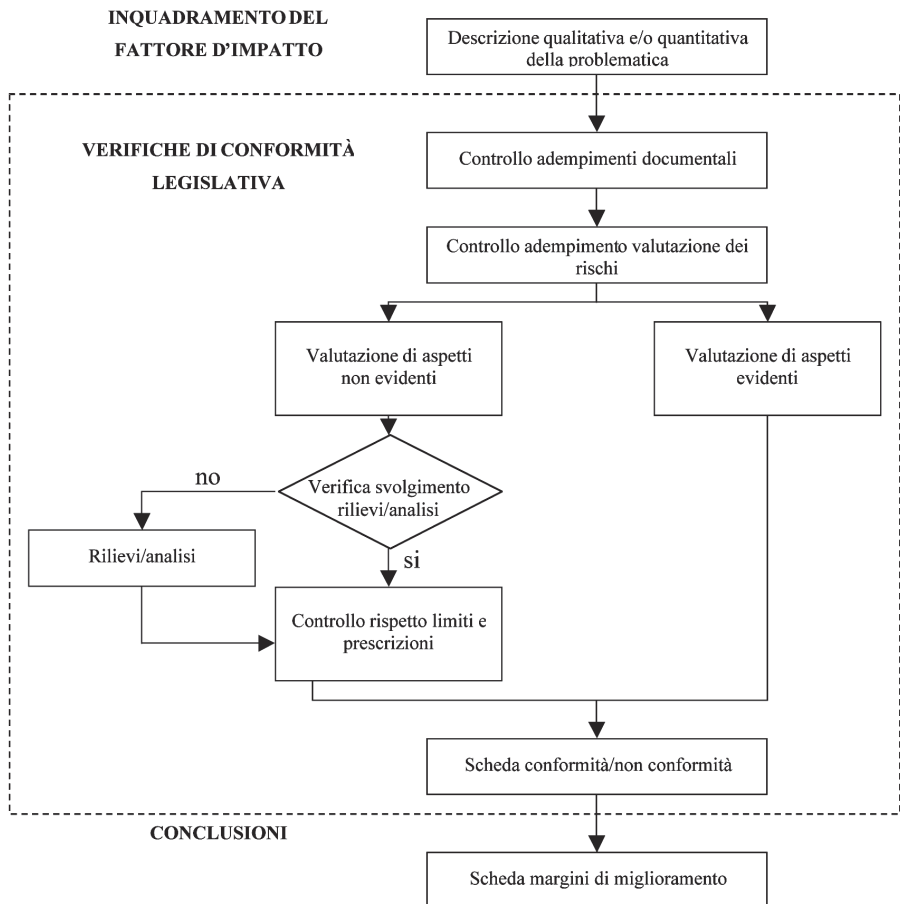 INQUADRAMENTO DEL
FATTORE D'IMPATTO
Descrizione qualitativa e/o quantitativa
della problematica
VERIFICHE DI CONFORMITÀ
LEGISLATIVA
Controllo adempimenti documentali
Controllo adempimento valutazione dei
rischi
Valutazione di aspetti
non evidenti
Valutazione di aspetti
evidenti
Verifica svolgimento
rilievi/analisi
no
si
Rilievi/analisi
Controllo rispetto limiti e
prescrizioni
Scheda conformità/non conformità
CONCLUSIONI
Scheda margini di miglioramento